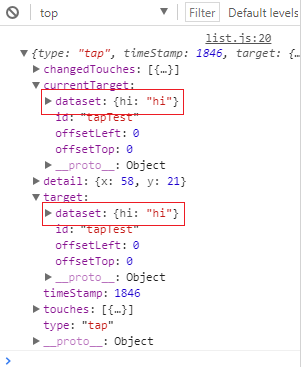 top Filter Default levels
list.js:20
{type: "tap", timeStamp: 1846, target: {…
changedTouches: [{…}]
currentTarget:
dataset: {hi: "hi"}
id: "tapTest"
offsetLeft: 0
offsetTop: 0
__proto__: Object
detail: {x: 58, y: 21}
target:
dataset: {hi: "hi"}
id: "tapTest"
offsetLeft: 0
offsetTop: 0
__proto__: Object
timeStamp: 1846
touches: [{…}]
type: "tap"
__proto__: Object